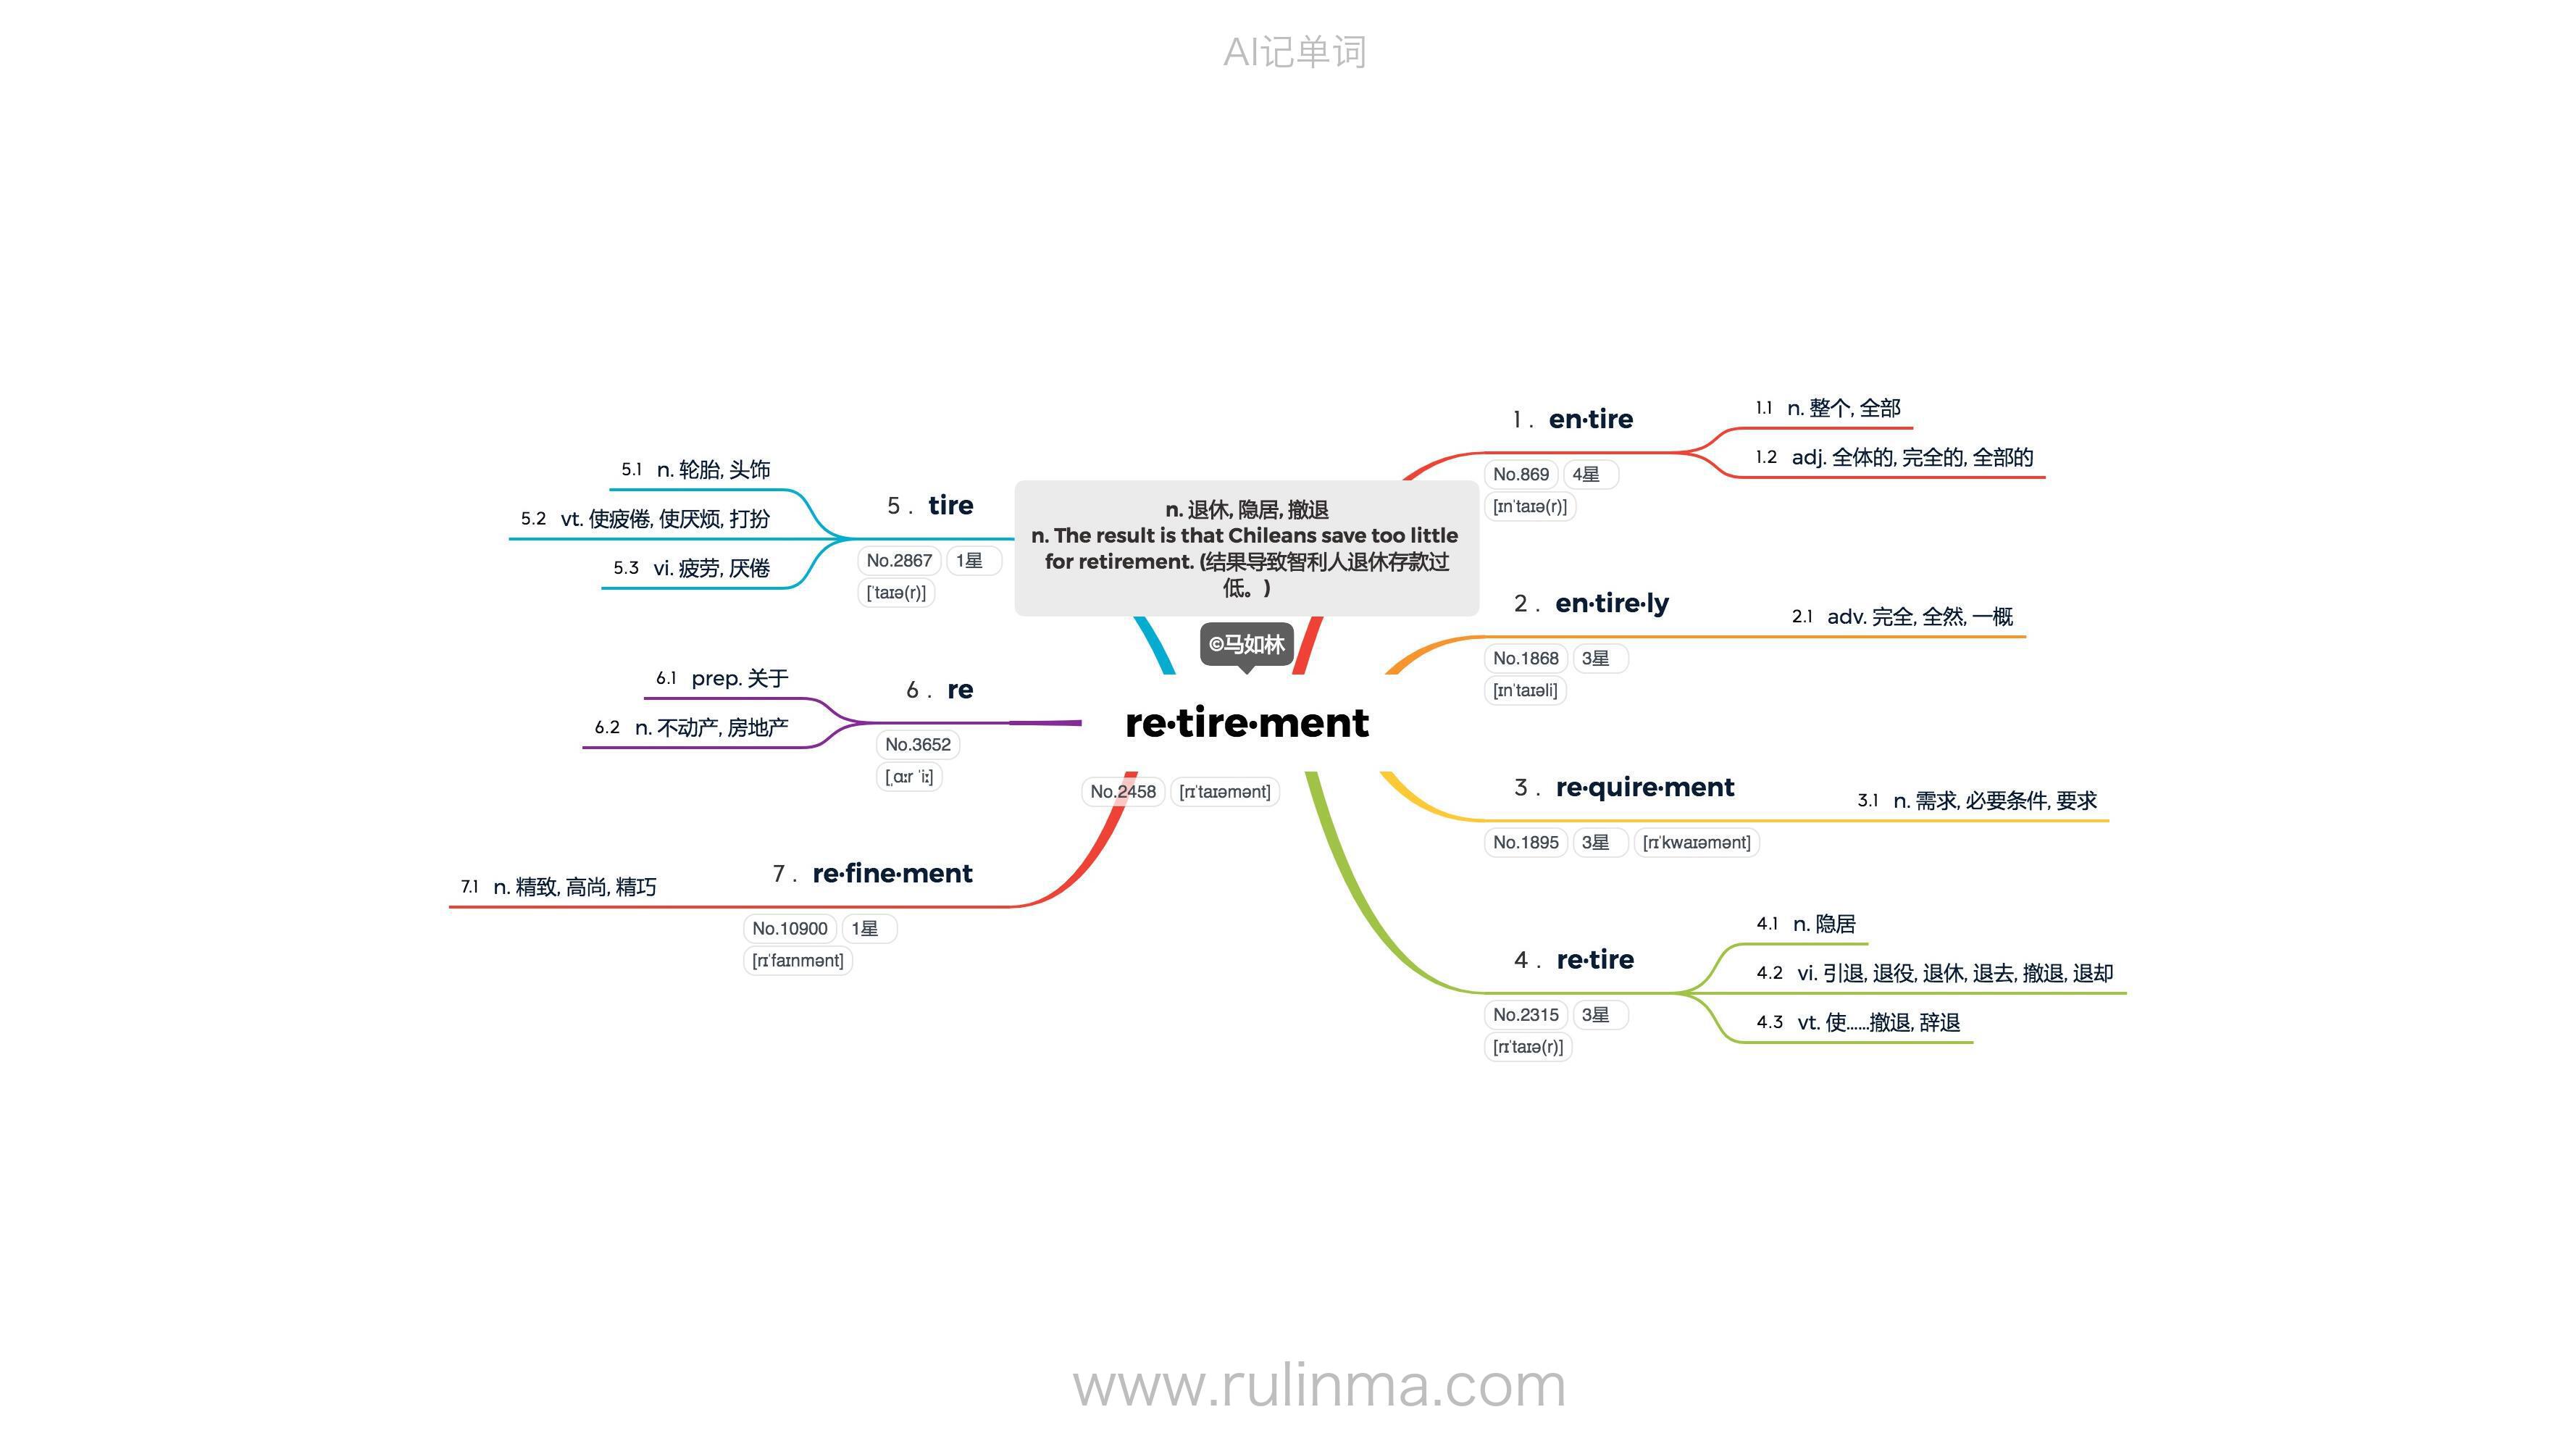 AI记单词
n. 退休, 隐居, 撤退
n. The result is that Chileans save too little
for retirement. (结果导致智利人退休存款过
低。)
©马如林
re·tire·ment
No.2458 [rɪˈtaɪəmənt]
1 . en·tire
No.869 4星
[ɪnˈtaɪə(r)]
1.1 n. 整个, 全部
1.2 adj. 全体的, 完全的, 全部的
2 . en·tire·ly
No.1868 3星
[ɪnˈtaɪəli]
2.1 adv. 完全, 全然, 一概
3 . re·quire·ment
No.1895 3星 [rɪˈkwaɪəmənt]
3.1 n. 需求, 必要条件, 要求
4 . re·tire
No.2315 3星
[rɪˈtaɪə(r)]
4.1 n. 隐居
4.2 vi. 引退, 退役, 退休, 退去, 撤退, 退却
4.3 vt. 使……撤退, 辞退
5 . tire
No.2867 1星
[ˈtaɪə(r)]
5.1 n. 轮胎, 头饰
5.2 vt. 使疲倦, 使厌烦, 打扮
5.3 vi. 疲劳, 厌倦
6 . re
No.3652
[ˌɑːr ˈiː]
6.1 prep. 关于
6.2 n. 不动产, 房地产
7 . re·fine·ment
No.10900 1星
[rɪˈfaɪnmənt]
7.1 n. 精致, 高尚, 精巧
www.rulinma.com